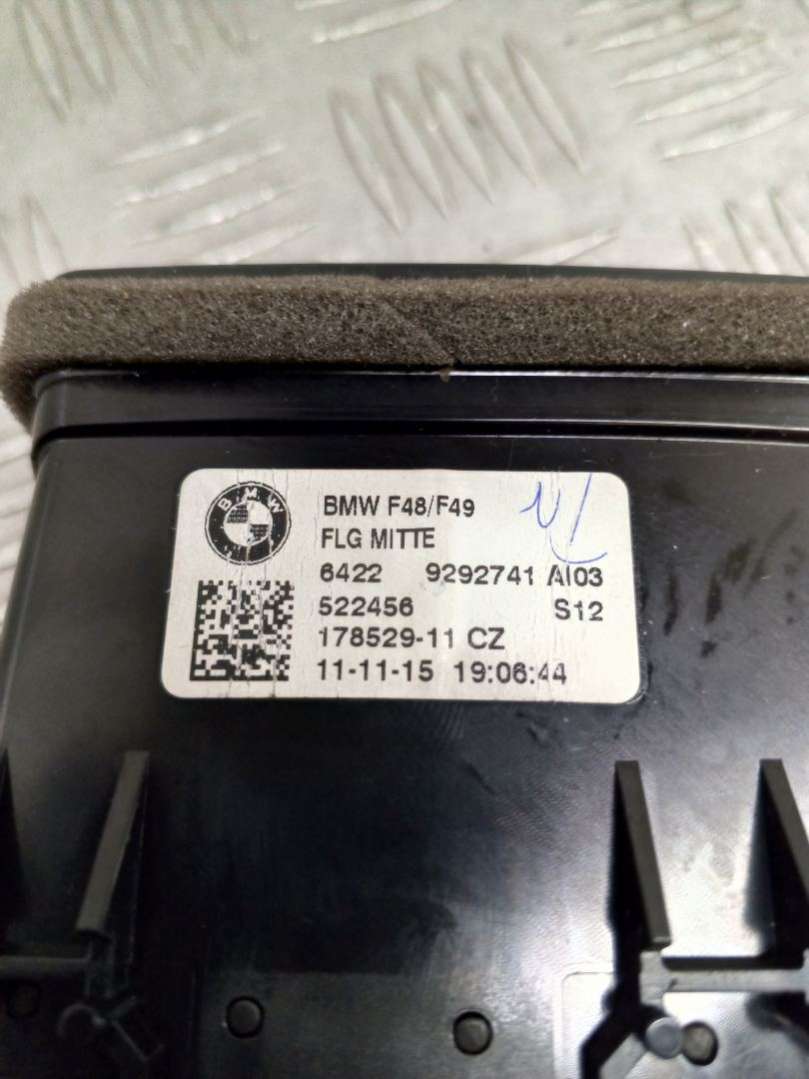 BMW
BMW F48/F49
FLG MITTE
6422 9292741 AI03
522456 S12
178529-11 CZ
11-11-15 19:06:44